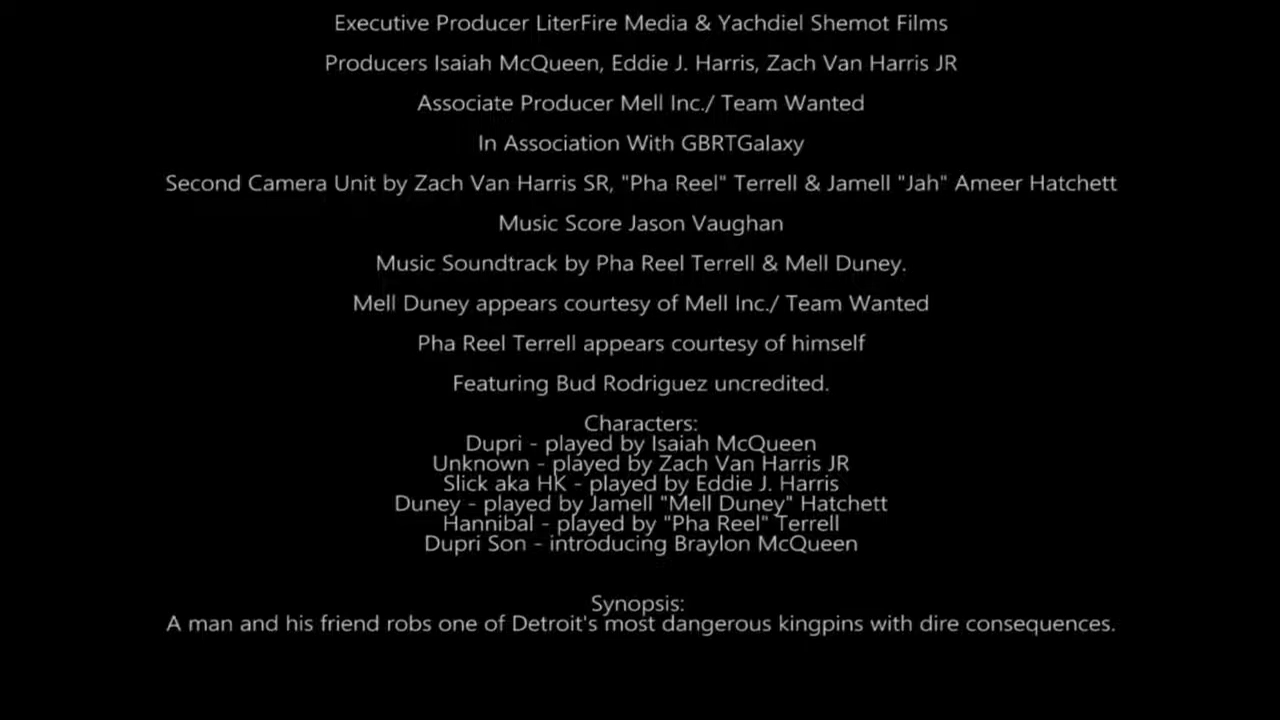 Executive Producer LiterFire Media & Yachdiel Shemot Films
Producers Isaiah McQueen, Eddie J. Harris, Zach Van Harris JR
Associate Producer Mell Inc./ Team Wanted
In Association With GBRTGalaxy
Second Camera Unit by Zach Van Harris SR, "Pha Reel" Terrell & Jamell "Jah" Ameer Hatchett
Music Score Jason Vaughan
Music Soundtrack by Pha Reel Terrell & Mell Duney.
Mell Duney appears courtesy of Mell Inc./ Team Wanted
Pha Reel Terrell appears courtesy of himself
Featuring Bud Rodriguez uncredited.
Characters:
Dupri - played by Isaiah McQueen
Unknown - played by Zach Van Harris JR
Slick aka HK - played by Eddie J. Harris
Duney - played by Jamell "Mell Duney" Hatchett
Hannibal - played by "Pha Reel" Terrell
Dupri Son - introducing Braylon McQueen
Synopsis:
A man and his friend robs one of Detroit's most dangerous kingpins with dire consequences.